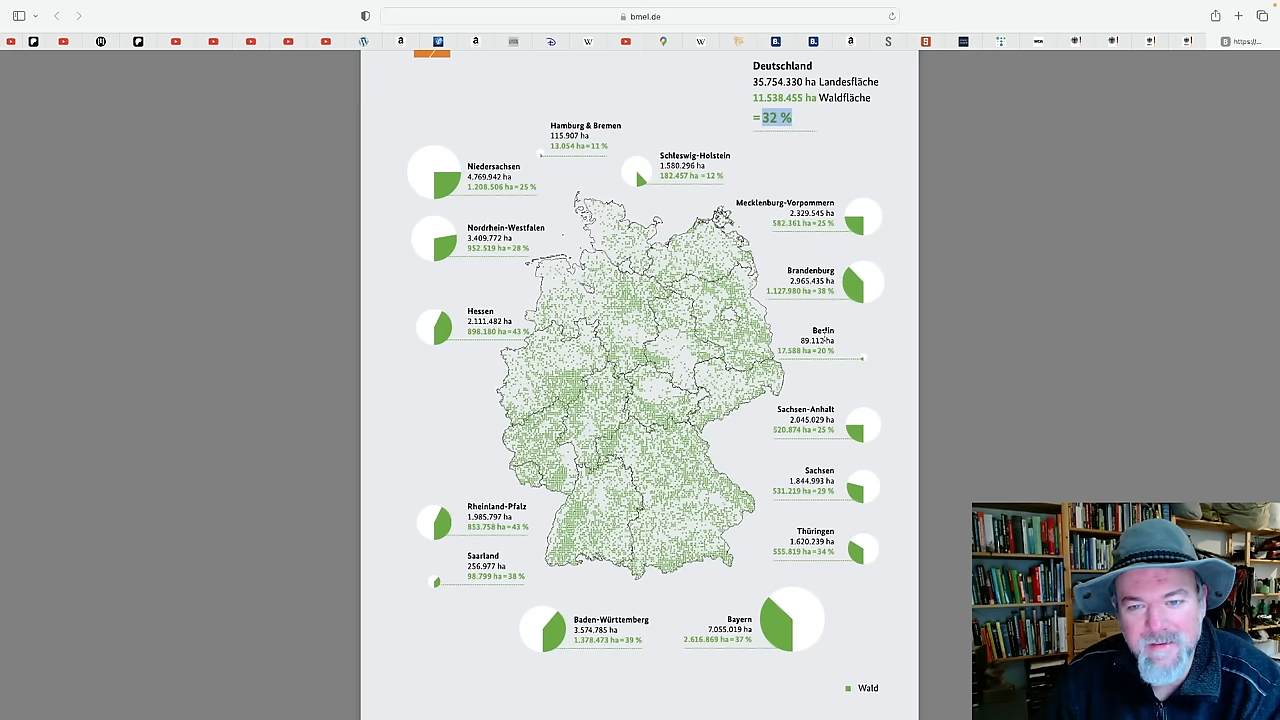 bmel.de
https://...
Deutschland
35.754.330 ha Landesfläche
11.538.455 ha Waldfläche
= 32 %
Hamburg & Bremen
115.907 ha
13.054 ha = 11 %
Schleswig-Holstein
1.580.296 ha
182.457 ha = 12 %
Niedersachsen
4.769.942 ha
1.208.506 ha = 25 %
Mecklenburg-Vorpommern
2.329.545 ha
582.361 ha = 25 %
Nordrhein-Westfalen
3.409.772 ha
952.519 ha = 28 %
Brandenburg
2.965.435 ha
1.127.980 ha = 38 %
Hessen
2.111.482 ha
898.180 ha = 43 %
Berlin
89.112 ha
17.588 ha = 20 %
Sachsen-Anhalt
2.045.029 ha
520.874 ha = 25 %
Sachsen
1.844.993 ha
531.219 ha = 29 %
Rheinland-Pfalz
1.985.797 ha
853.758 ha = 43 %
Thüringen
1.620.239 ha
555.819 ha = 34 %
Saarland
256.977 ha
98.799 ha = 38 %
Baden-Württemberg
3.574.785 ha
1.378.473 ha = 39 %
Bayern
7.055.019 ha
2.616.869 ha = 37 %
Wald